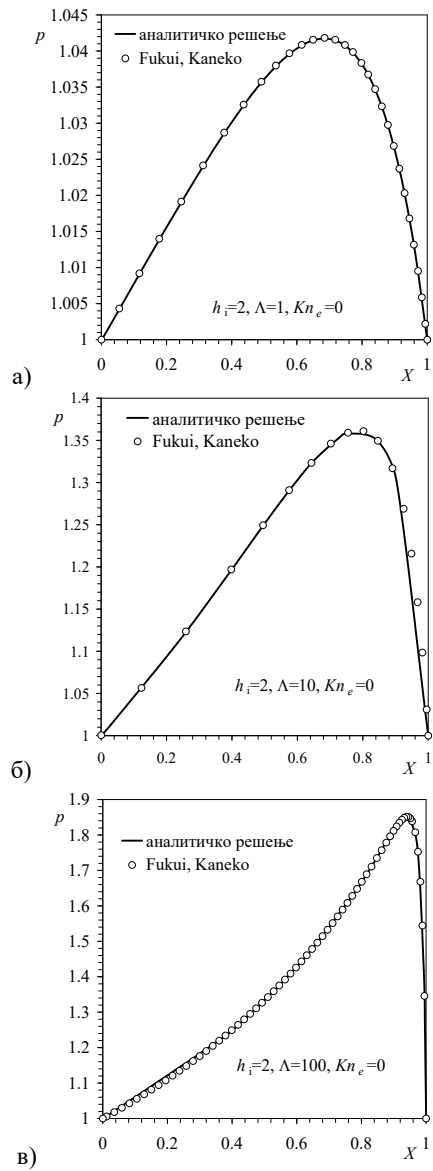 p
1.045
1.04
1.035
1.03
1.025
1.02
1.015
1.01
1.005
1
аналитичко решење
Fukui, Kaneko
h i=2, Λ=1, Kn e =0
0 0.2 0.4 0.6 0.8 1
X
а)
p
1.4
1.35
1.3
1.25
1.2
1.15
1.1
1.05
1
аналитичко решење
Fukui, Kaneko
h i=2, Λ=10, Kn e =0
0 0.2 0.4 0.6 0.8 1
X
б)
p
1.9
1.8
1.7
1.6
1.5
1.4
1.3
1.2
1.1
1
аналитичко решење
Fukui, Kaneko
h i=2, Λ=100, Kn e =0
0 0.2 0.4 0.6 0.8 1
X
в)